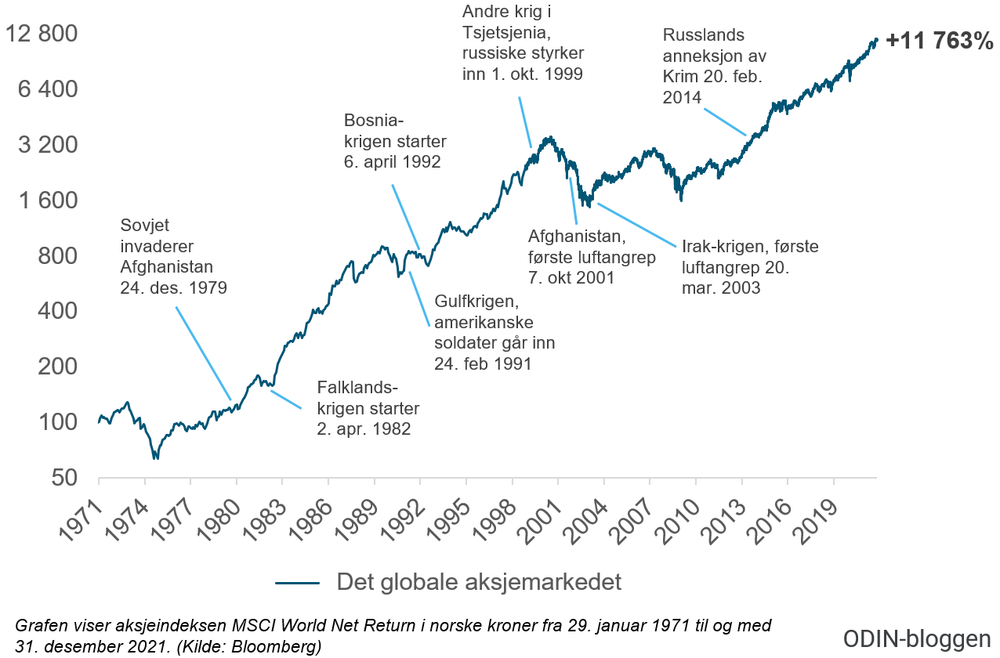 12 800
6 400
3 200
1 600
800
400
200
100
50
+11 763%
Andre krig i
Tsjetsjenia,
russiske styrker
inn 1. okt. 1999
Russlands
anneksjon av
Krim 20. feb.
2014
Bosnia-
krigen starter
6. april 1992
Sovjet
invaderer
Afghanistan
24. des. 1979
Afghanistan,
første luftangrep
7. okt 2001
Irak-krigen, første
luftangrep 20.
mar. 2003
Gulfkrigen,
amerikanske
soldater går inn
24. feb 1991
Falklands-
krigen starter
2. apr. 1982
1971
1974
1977
1980
1983
1986
1989
1992
1995
1998
2001
2004
2007
2010
2013
2016
2019
Det globale aksjemarkedet
Grafen viser aksjeindeksen MSCI World Net Return i norske kroner fra 29. januar 1971 til og med
31. desember 2021. (Kilde: Bloomberg)
ODIN-bloggen